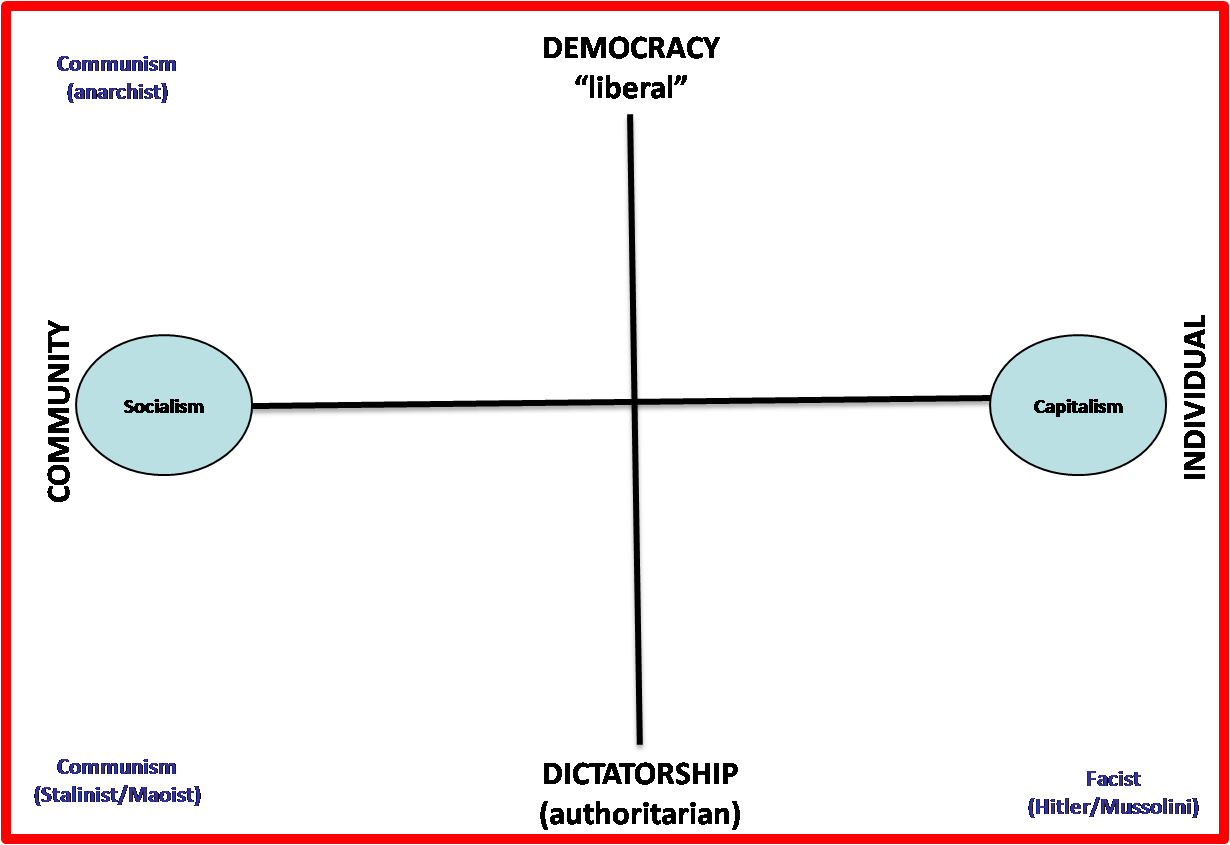 DEMOCRACY
“liberal”
Communism
(anarchist)
COMMUNITY
Socialism
Capitalism
INDIVIDUAL
Communism
(Stalinist/Maoist)
DICTATORSHIP
(authoritarian)
Facist
(Hitler/Mussolini)